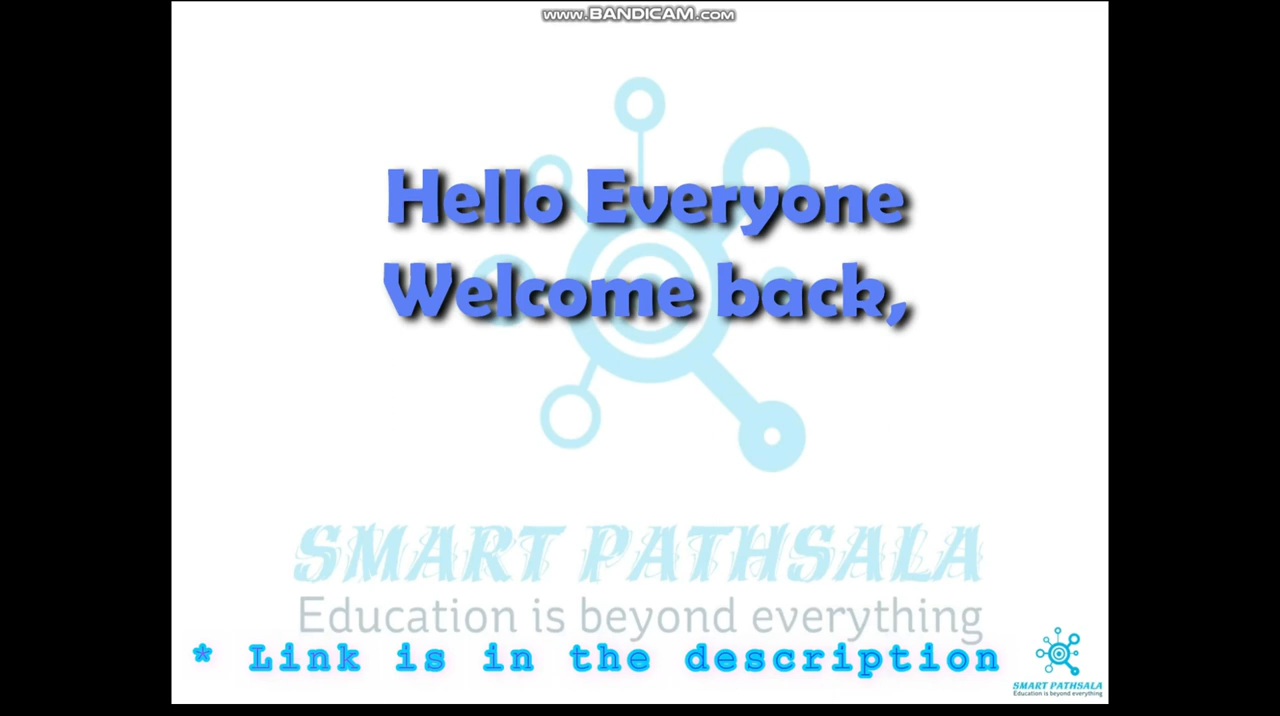 www.BANDICAM.com
Hello Everyone
Welcome back,
SMART PATHSALA
Education is beyond everything
* Link is in the description
SMART PATHSALA
Education is beyond everything